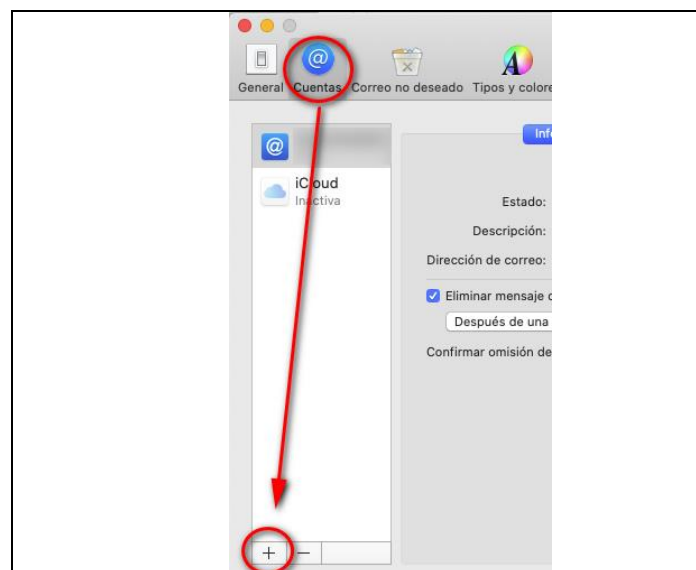 General Cuentas Correo no deseado Tipos y colore
Info
iCloud
Inactiva
Estado:
Descripción:
Dirección de correo:
Eliminar mensaje d
Después de una
Confirmar omisión de